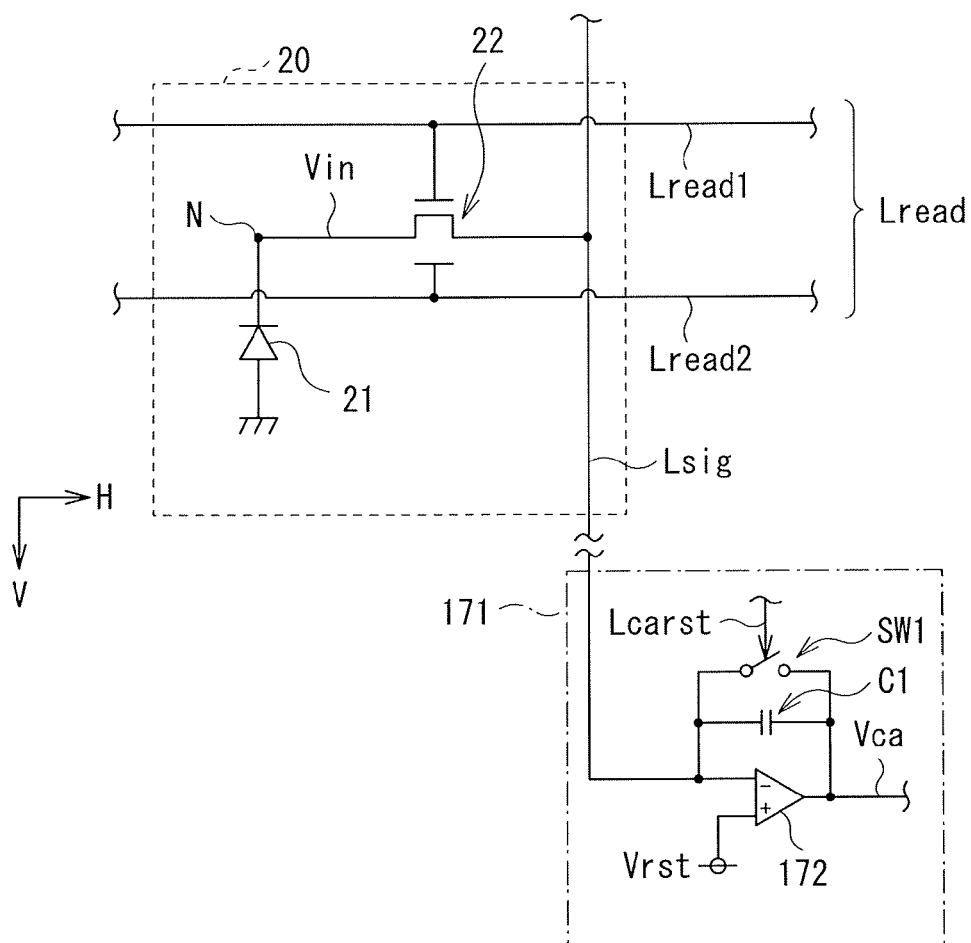 20
22
Vin
N
Lread1
Lread
Lread2
21
Lsig
H
V
171
Lcarst
SW1
C1
Vca
−
+
Vrst
172